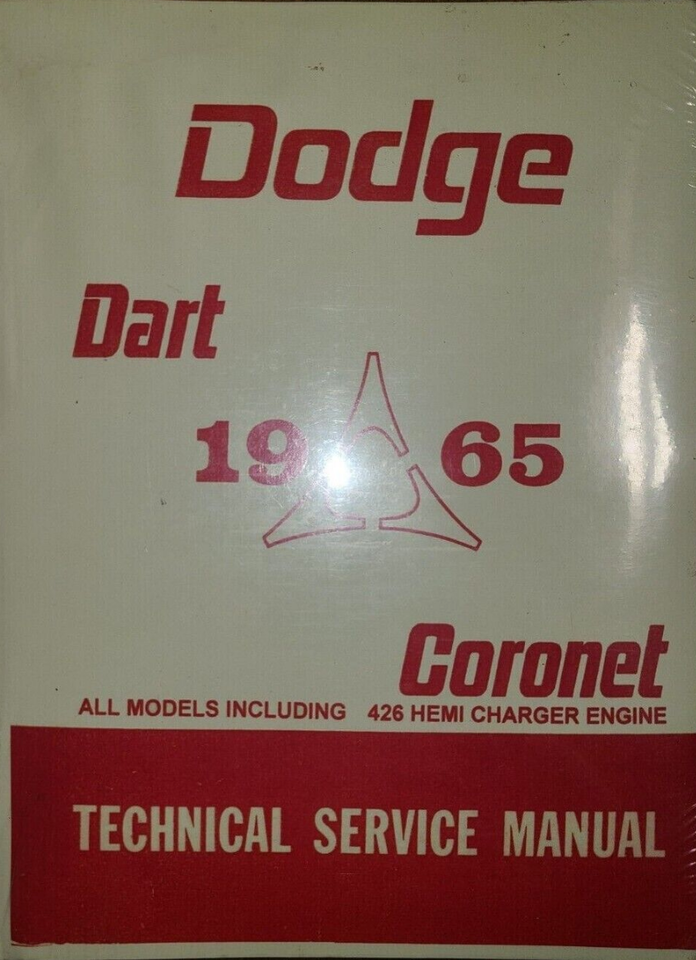 Dodge
Dart
1965
Coronet
ALL MODELS INCLUDING 426 HEMI CHARGER ENGINE
TECHNICAL SERVICE MANUAL